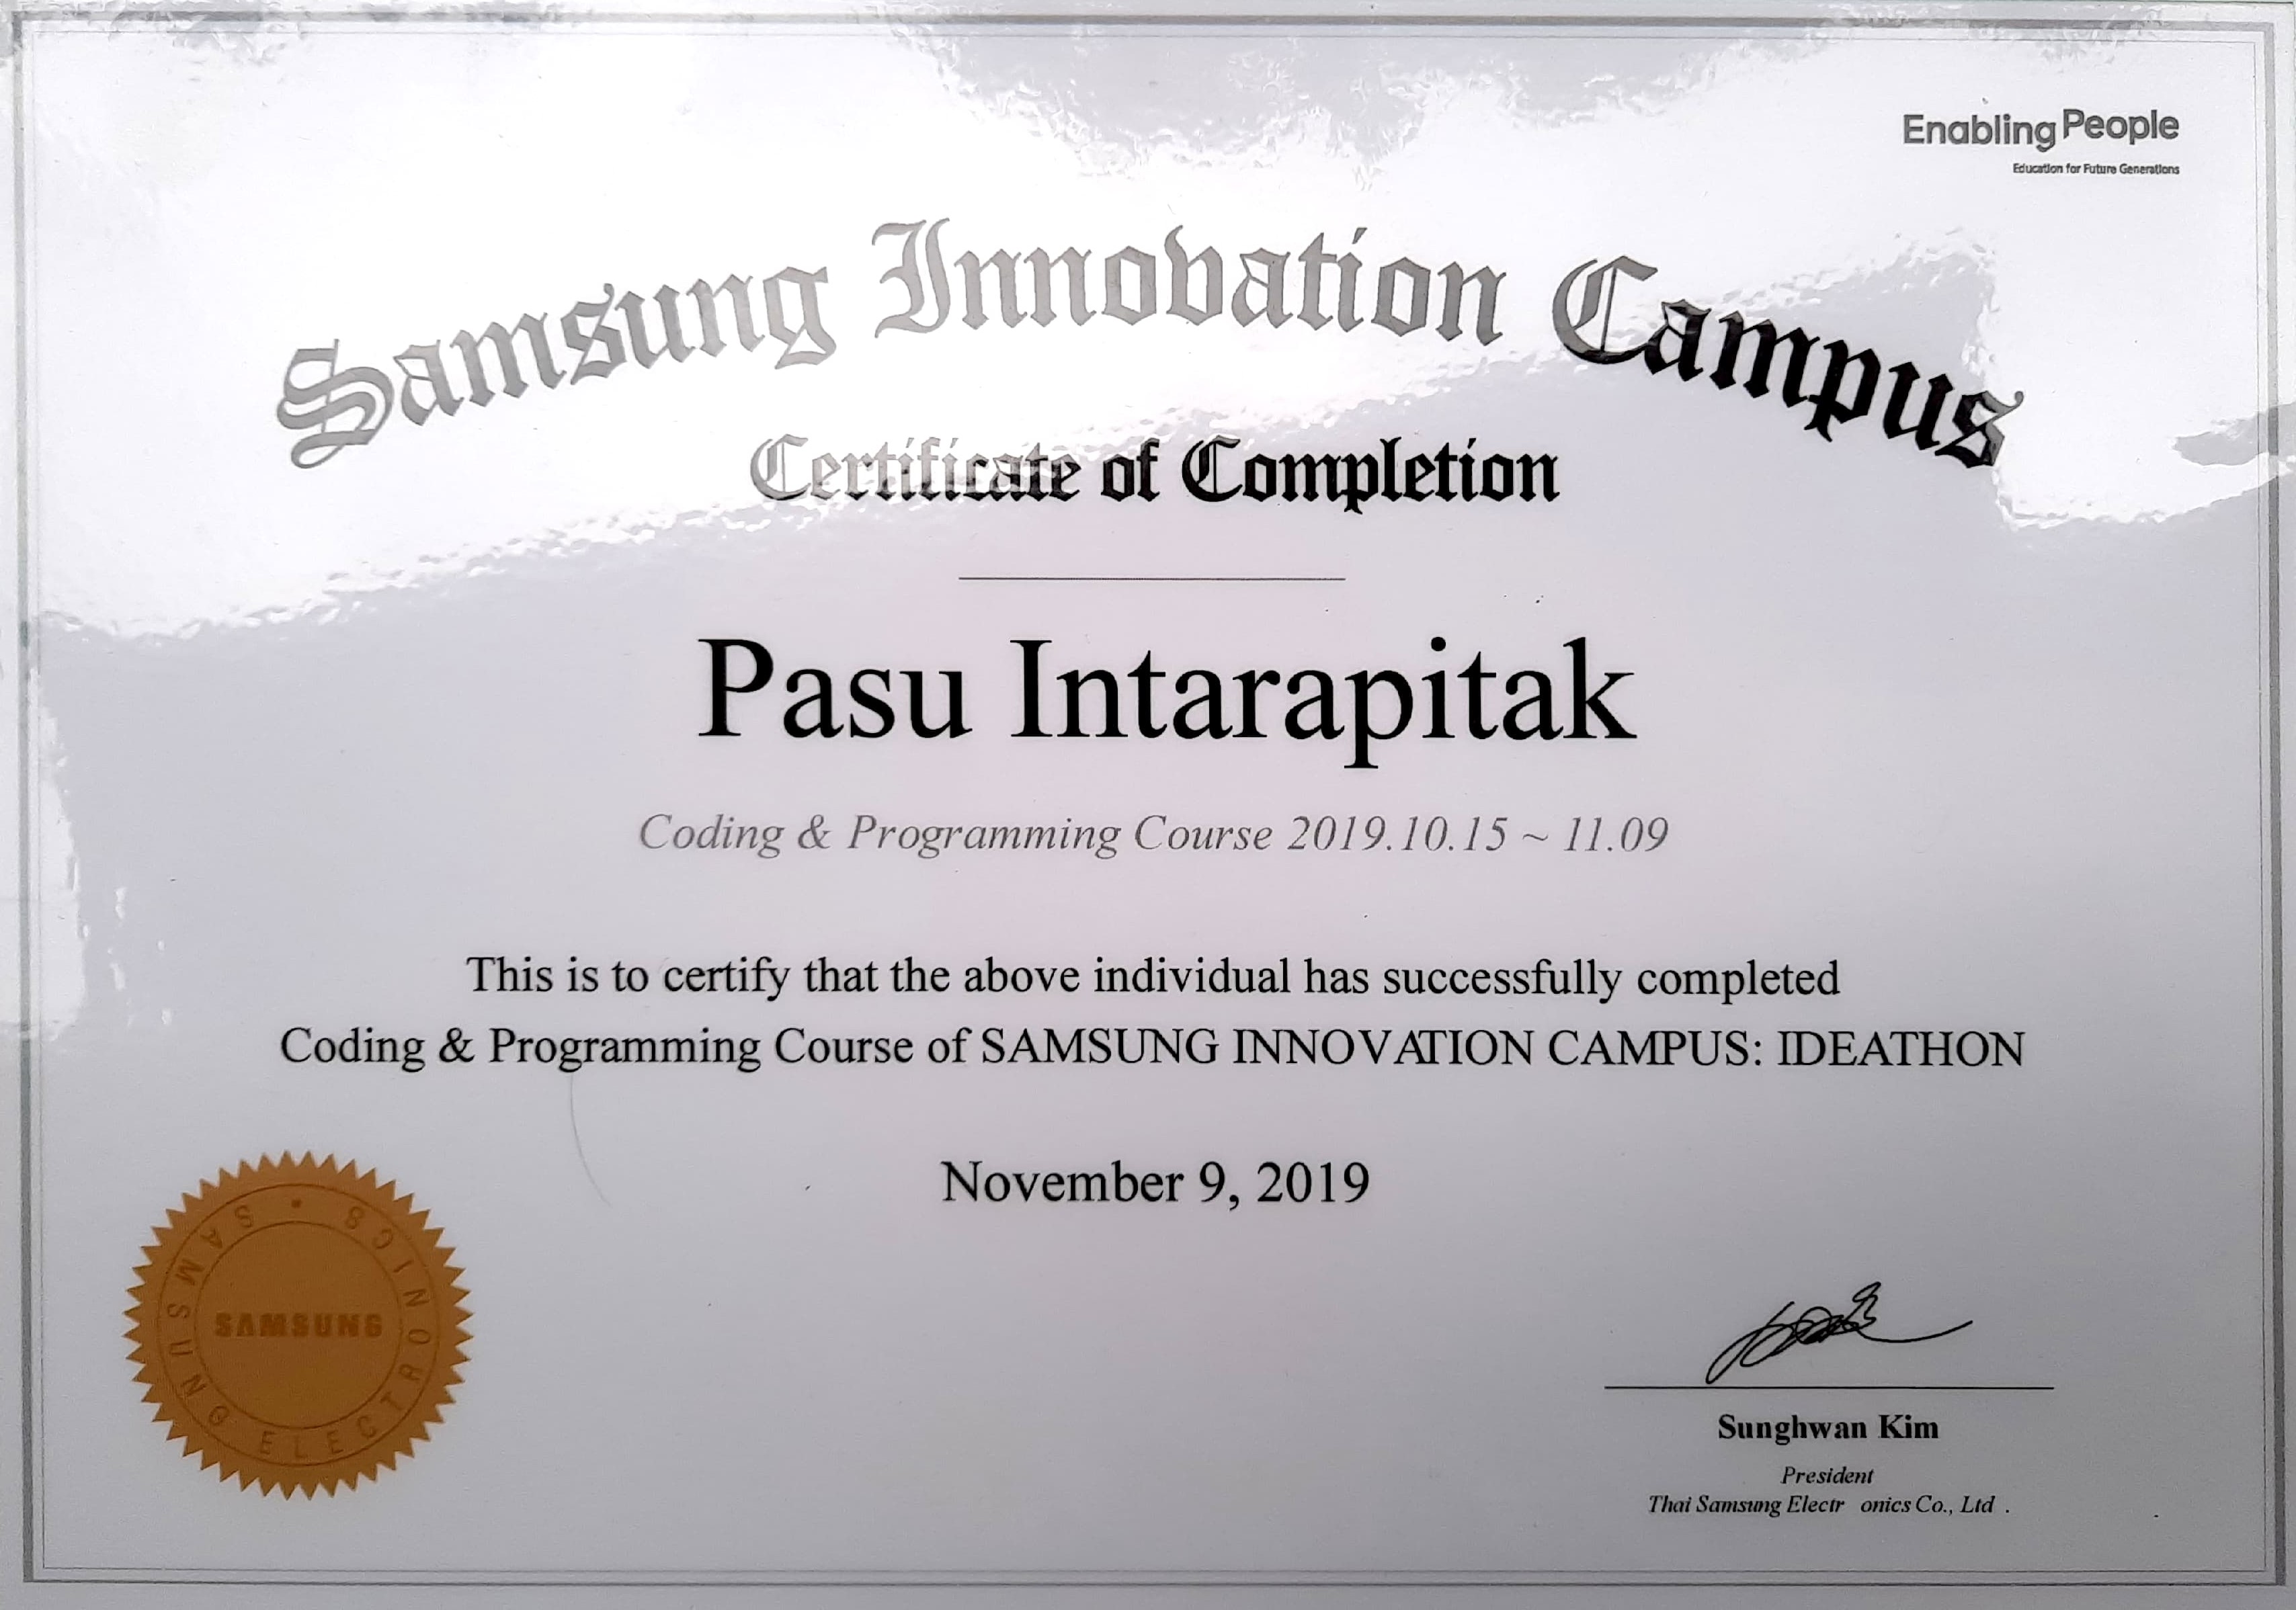 Enabling People
Education for Future Generations
Samsung Innovation Campus
Certificate of Completion
Pasu Intarapitak
Coding & Programming Course 2019.10.15 ~ 11.09
This is to certify that the above individual has successfully completed
Coding & Programming Course of SAMSUNG INNOVATION CAMPUS: IDEATHON
November 9, 2019
SAMSUNG ELECTRONICS
SAMSUNG
Sunghwan Kim
President
Thai Samsung Electr onics Co., Ltd .